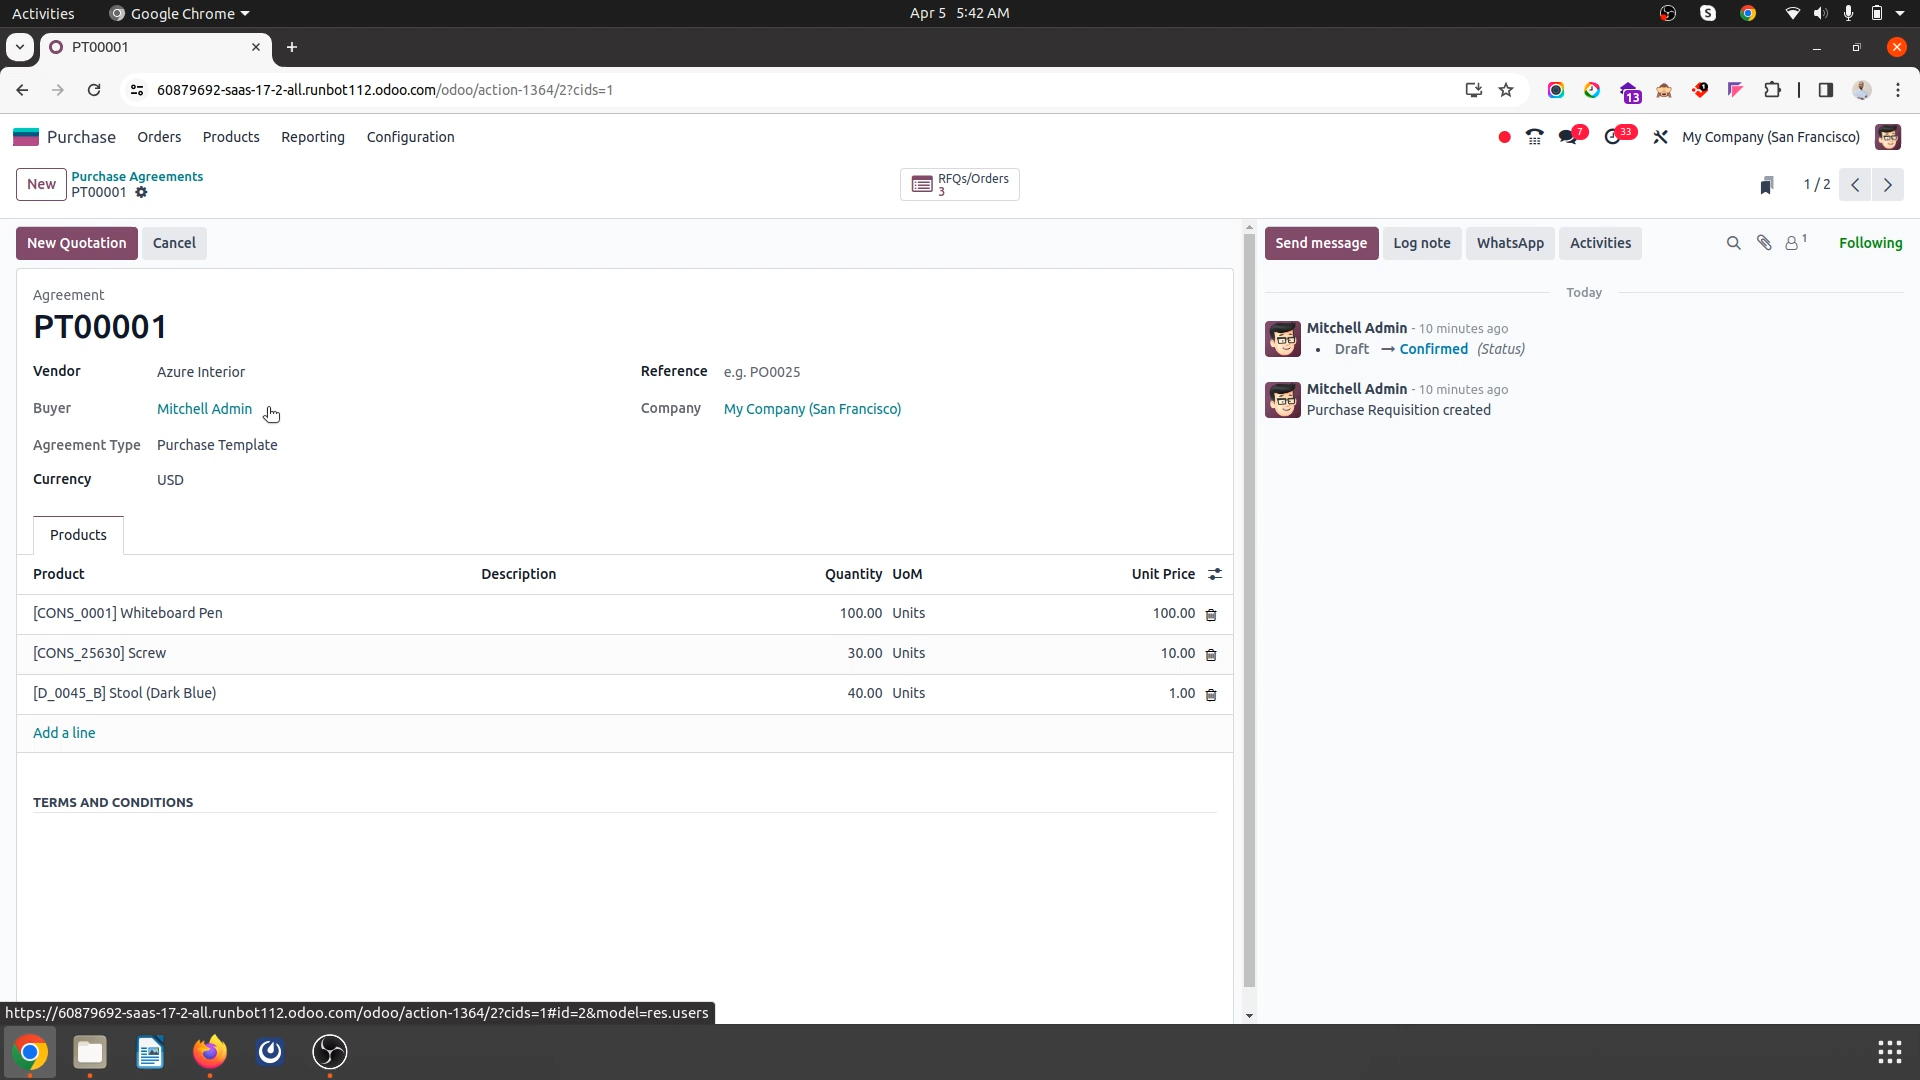 Activities Google Chrome Apr 5 5:42 AM
PT00001
60879692-saas-17-2-all.runbot112.odoo.com/odoo/action-1364/2?cids=1
13
Purchase Orders Products Reporting Configuration 7 33 My Company (San Francisco)
New Purchase Agreements
PT00001
RFQs/Orders
3
1 / 2
New Quotation Cancel
Send message Log note WhatsApp Activities 1 Following
Agreement
PT00001
Vendor Azure Interior Reference e.g. PO0025
Buyer Mitchell Admin Company My Company (San Francisco)
Agreement Type Purchase Template
Currency USD
Products
Product Description Quantity UoM Unit Price
[CONS_0001] Whiteboard Pen 100.00 Units 100.00
[CONS_25630] Screw 30.00 Units 10.00
[D_0045_B] Stool (Dark Blue) 40.00 Units 1.00
Add a line
TERMS AND CONDITIONS
Today
Mitchell Admin - 10 minutes ago
• Draft → Confirmed (Status)
Mitchell Admin - 10 minutes ago
Purchase Requisition created
https://60879692-saas-17-2-all.runbot112.odoo.com/odoo/action-1364/2?cids=1#id=2&model=res.users